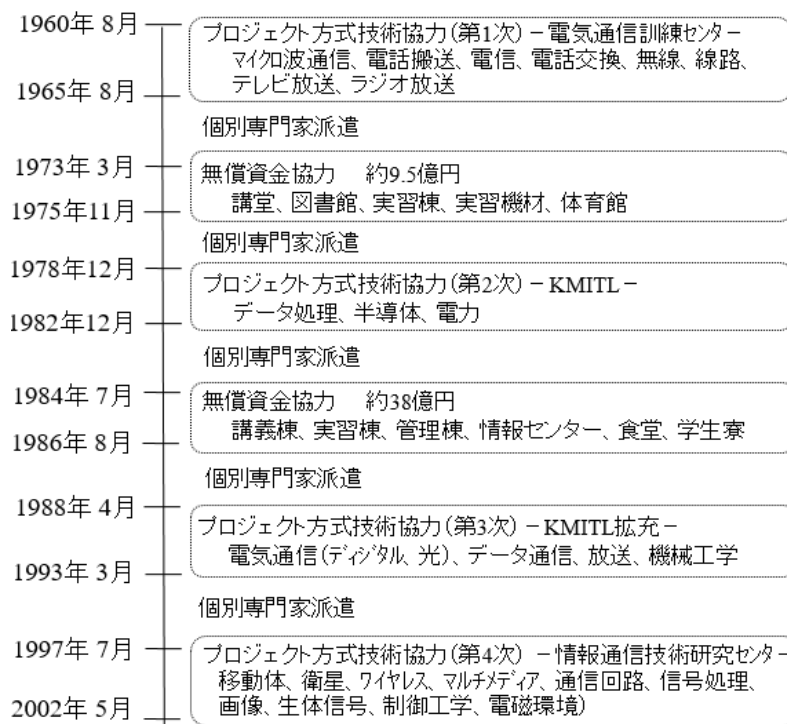 1960年 8月
プロジェクト方式技術協力(第1次) － 電気通信訓練センター
マイクロ波通信、電話搬送、電信、電話交換、無線、線路、
テレビ放送、ラジオ放送
1965年 8月
個別専門家派遣
1973年 3月
無償資金協力 約9.5億円
講堂、図書館、実習棟、実習機材、体育館
1975年11月
個別専門家派遣
1978年12月
プロジェクト方式技術協力(第2次) － KMITL－
データ処理、半導体、電力
1982年12月
個別専門家派遣
1984年 7月
無償資金協力 約38億円
講義棟、実習棟、管理棟、情報センター、食堂、学生寮
1986年 8月
個別専門家派遣
1988年 4月
プロジェクト方式技術協力(第3次) － KMITL拡充－
電気通信(ディジタル、光)、データ通信、放送、機械工学
1993年 3月
個別専門家派遣
1997年 7月
プロジェクト方式技術協力(第4次) －情報通信技術研究センター
移動体、衛星、ワイヤレス、マルチメディア、通信回路、信号処理、
画像、生体信号、制御工学、電磁環境)
2002年 5月